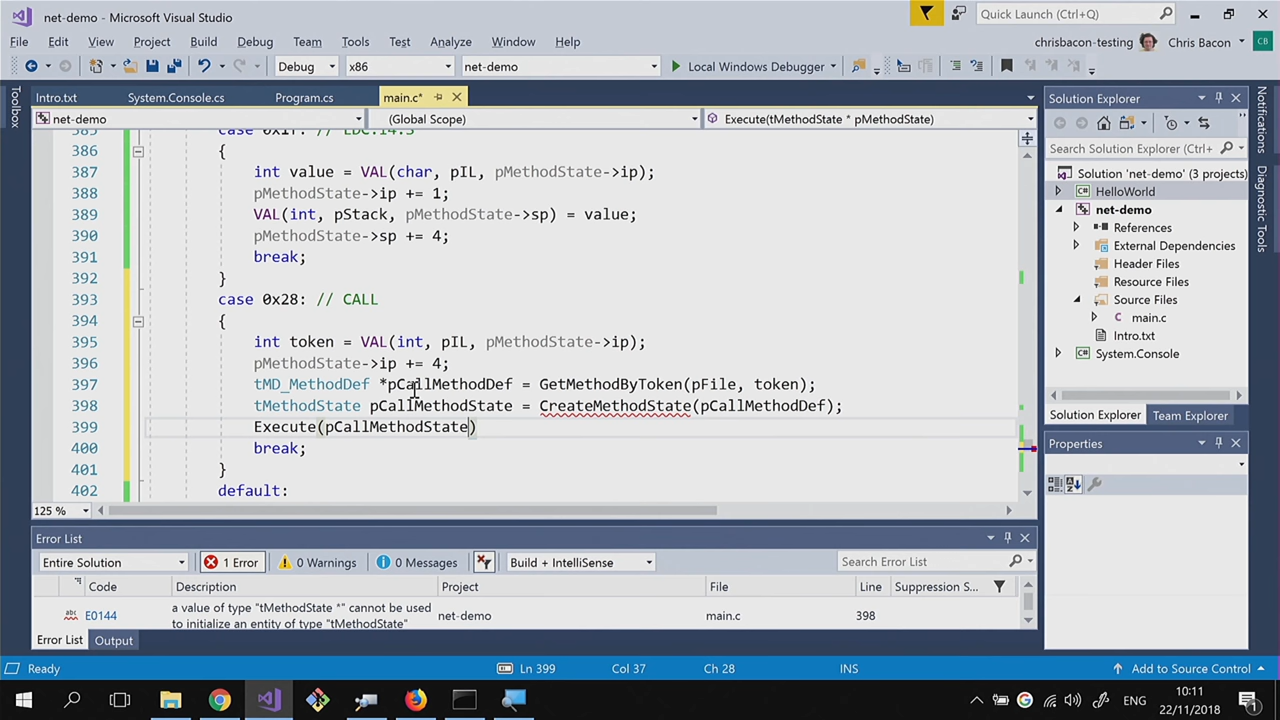 net-demo - Microsoft Visual Studio
Quick Launch (Ctrl+Q)
File Edit View Project Build Debug Team Tools Test Analyze Window Help
chrisbacon-testing Chris Bacon CB
Debug x86 net-demo Local Windows Debugger
Toolbox
Intro.txt System.Console.cs Program.cs main.c*
net-demo (Global Scope) Execute(tMethodState * pMethodState)
386 {
387 int value = VAL(char, pIL, pMethodState->ip);
388 pMethodState->ip += 1;
389 VAL(int, pStack, pMethodState->sp) = value;
390 pMethodState->sp += 4;
391 break;
392 }
393 case 0x28: // CALL
394 {
395 int token = VAL(int, pIL, pMethodState->ip);
396 pMethodState->ip += 4;
397 tMD_MethodDef *pCallMethodDef = GetMethodByToken(pFile, token);
398 tMethodState pCallMethodState = CreateMethodState(pCallMethodDef);
399 Execute(pCallMethodState)
400 break;
401 }
402 default:
125 %
Solution Explorer
Search Solution Explorer (Ctrl+
Solution 'net-demo' (3 projects)
HelloWorld
net-demo
References
External Dependencies
Header Files
Resource Files
Source Files
main.c
Intro.txt
System.Console
Solution Explorer Team Explorer
Properties
Notifications
Diagnostic Tools
Error List
Entire Solution 1 Error 0 Warnings 0 Messages Build + IntelliSense Search Error List
Code Description Project File Line Suppression S...
abc E0144 a value of type "tMethodState *" cannot be used net-demo main.c 398
to initialize an entity of type "tMethodState"
Error List Output
Ready Ln 399 Col 37 Ch 28 INS Add to Source Control
ENG 10:11
22/11/2018 1